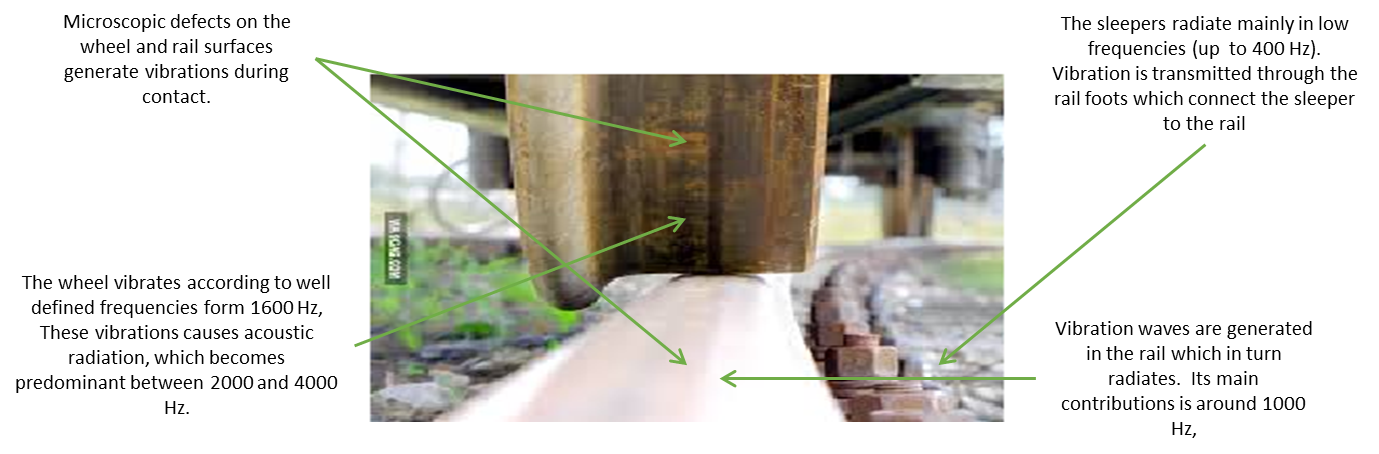 Microscopic defects on the
wheel and rail surfaces
generate vibrations during
contact.
The sleepers radiate mainly in low
frequencies (up to 400 Hz).
Vibration is transmitted through the
rail foots which connect the sleeper
to the rail
VIA 9GAG.COM
The wheel vibrates according to well
defined frequencies form 1600 Hz,
These vibrations causes acoustic
radiation, which becomes
predominant between 2000 and 4000
Hz.
Vibration waves are generated
in the rail which in turn
radiates. Its main
contributions is around 1000
Hz,